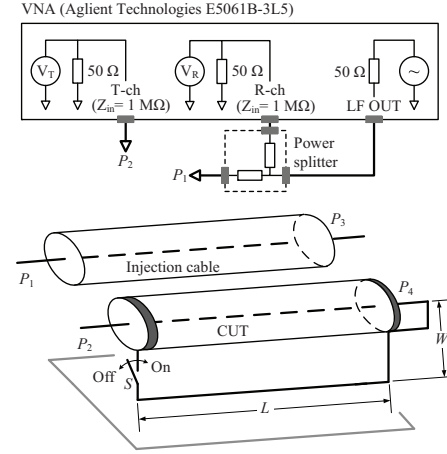 VNA (Aglient Technologies E5061B-3L5)
V_T 50 Ω V_R 50 Ω 50 Ω ~
T-ch R-ch
(Z_in= 1 MΩ) (Z_in= 1 MΩ) LF OUT
P_2
Power
splitter
P_1
P_3
Injection cable
P_1
P_4
P_2
CUT
W
Off On
S
L